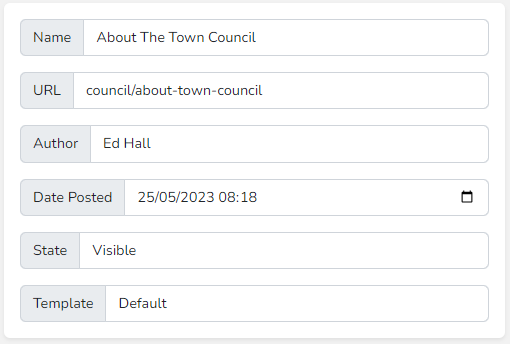 Name About The Town Council
URL council/about-town-council
Author Ed Hall
Date Posted 25/05/2023 08:18
State Visible
Template Default